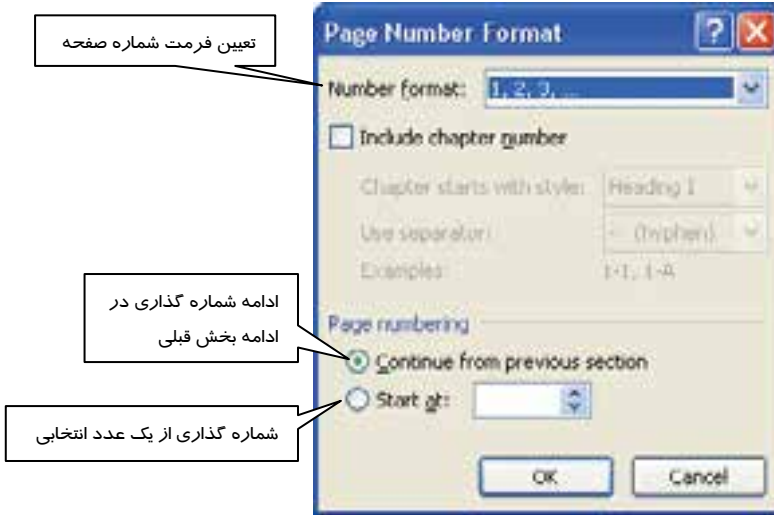 تعیین فرمت شماره صفحه
Page Number Format
Number format: 1, 2, 3, ...
Include chapter number
Chapter starts with style: Heading 1
Use separator: - (hyphen)
Examples: 1-1, 1-A
ادامه شماره گذاری در
ادامه بخش قبلی
Page numbering
Continue from previous section
Start at:
شماره گذاری از یک عدد انتخابی
OK Cancel